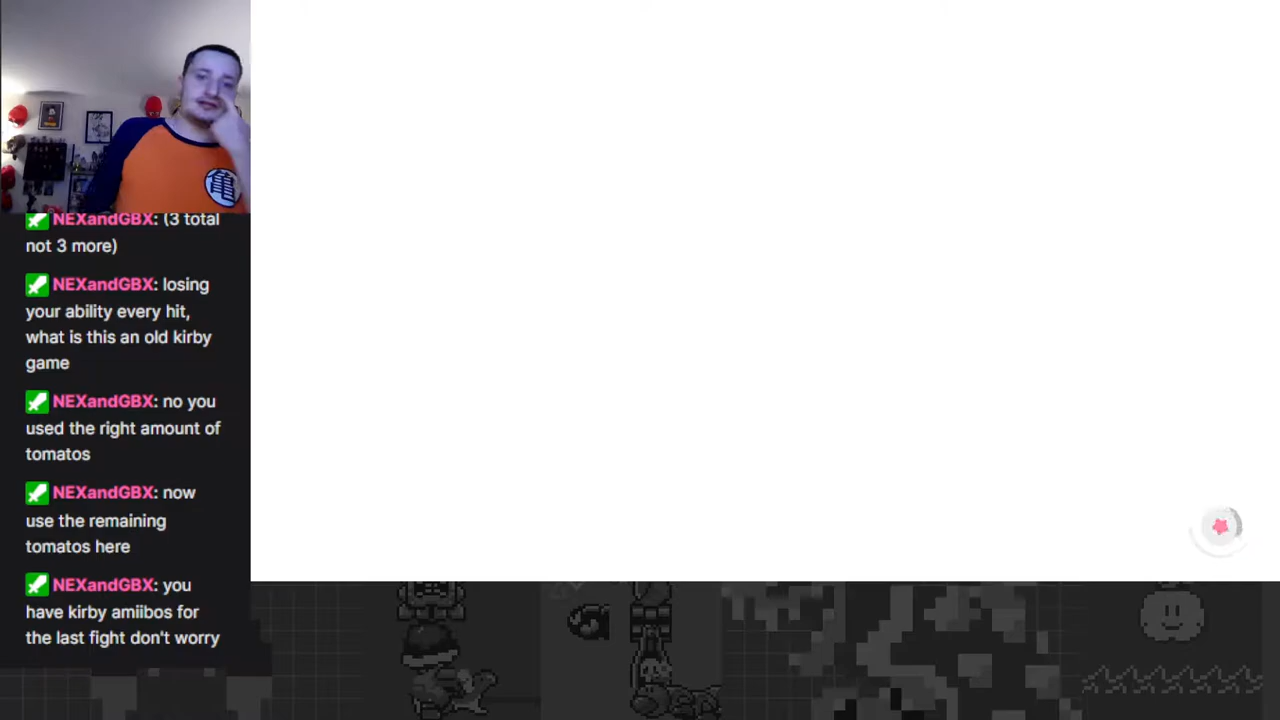 NEXandGBX: (3 total
not 3 more)
NEXandGBX: losing
your ability every hit,
what is this an old kirby
game
NEXandGBX: no you
used the right amount of
tomatos
NEXandGBX: now
use the remaining
tomatos here
NEXandGBX: you
have kirby amiibos for
the last fight don't worry
亀